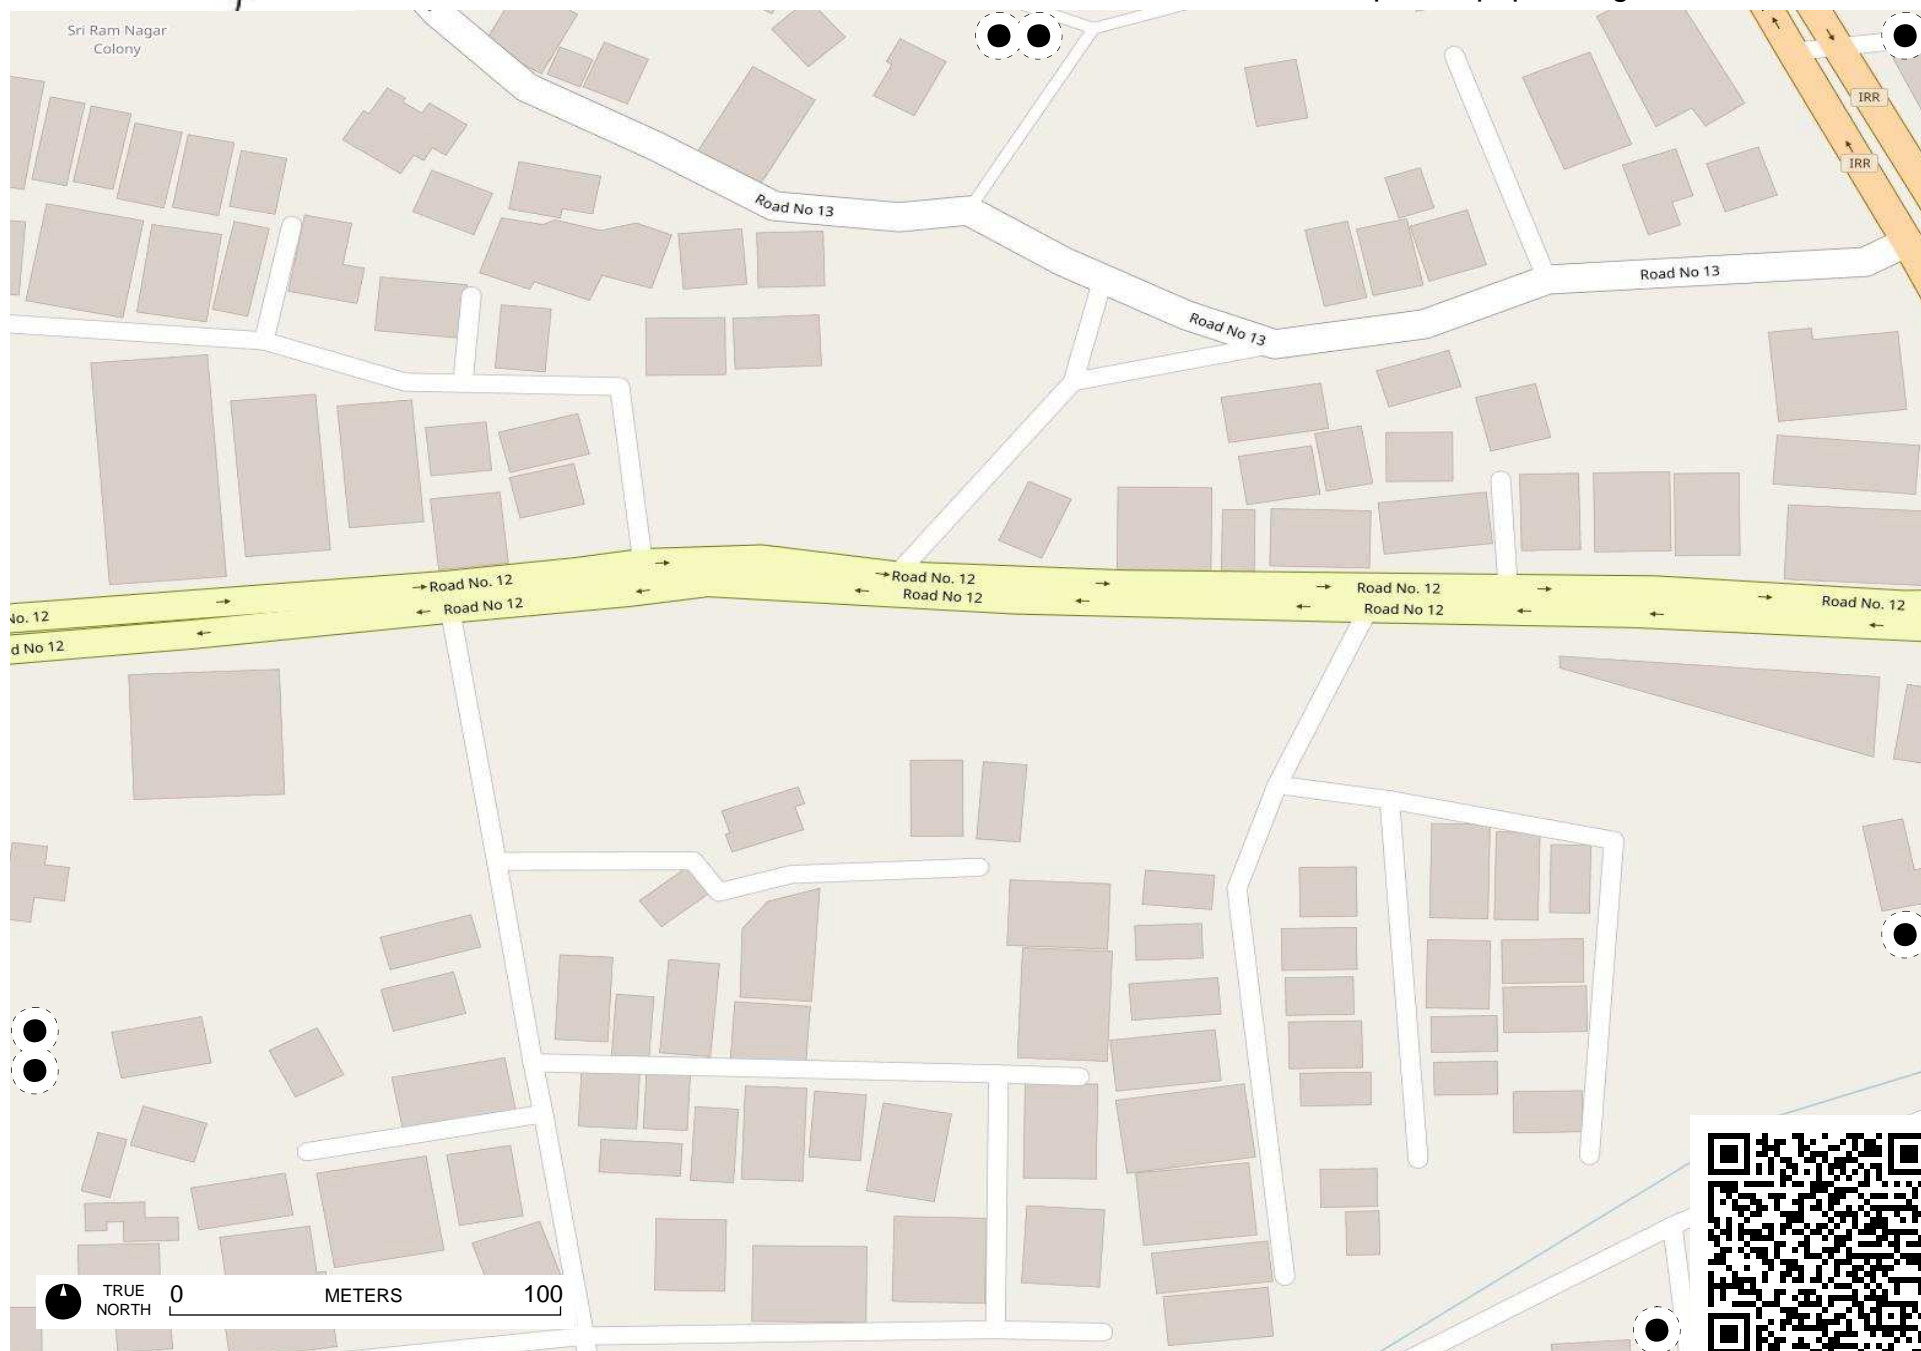 Sri Ram Nagar
Colony
IRR
IRR
Road No 13
Road No 13
Road No 13
Road No. 12
Road No. 12
Road No. 12
Road No. 12
No. 12
Road No 12
Road No 12
Road No 12
d No 12
TRUE
NORTH
0 METERS 100